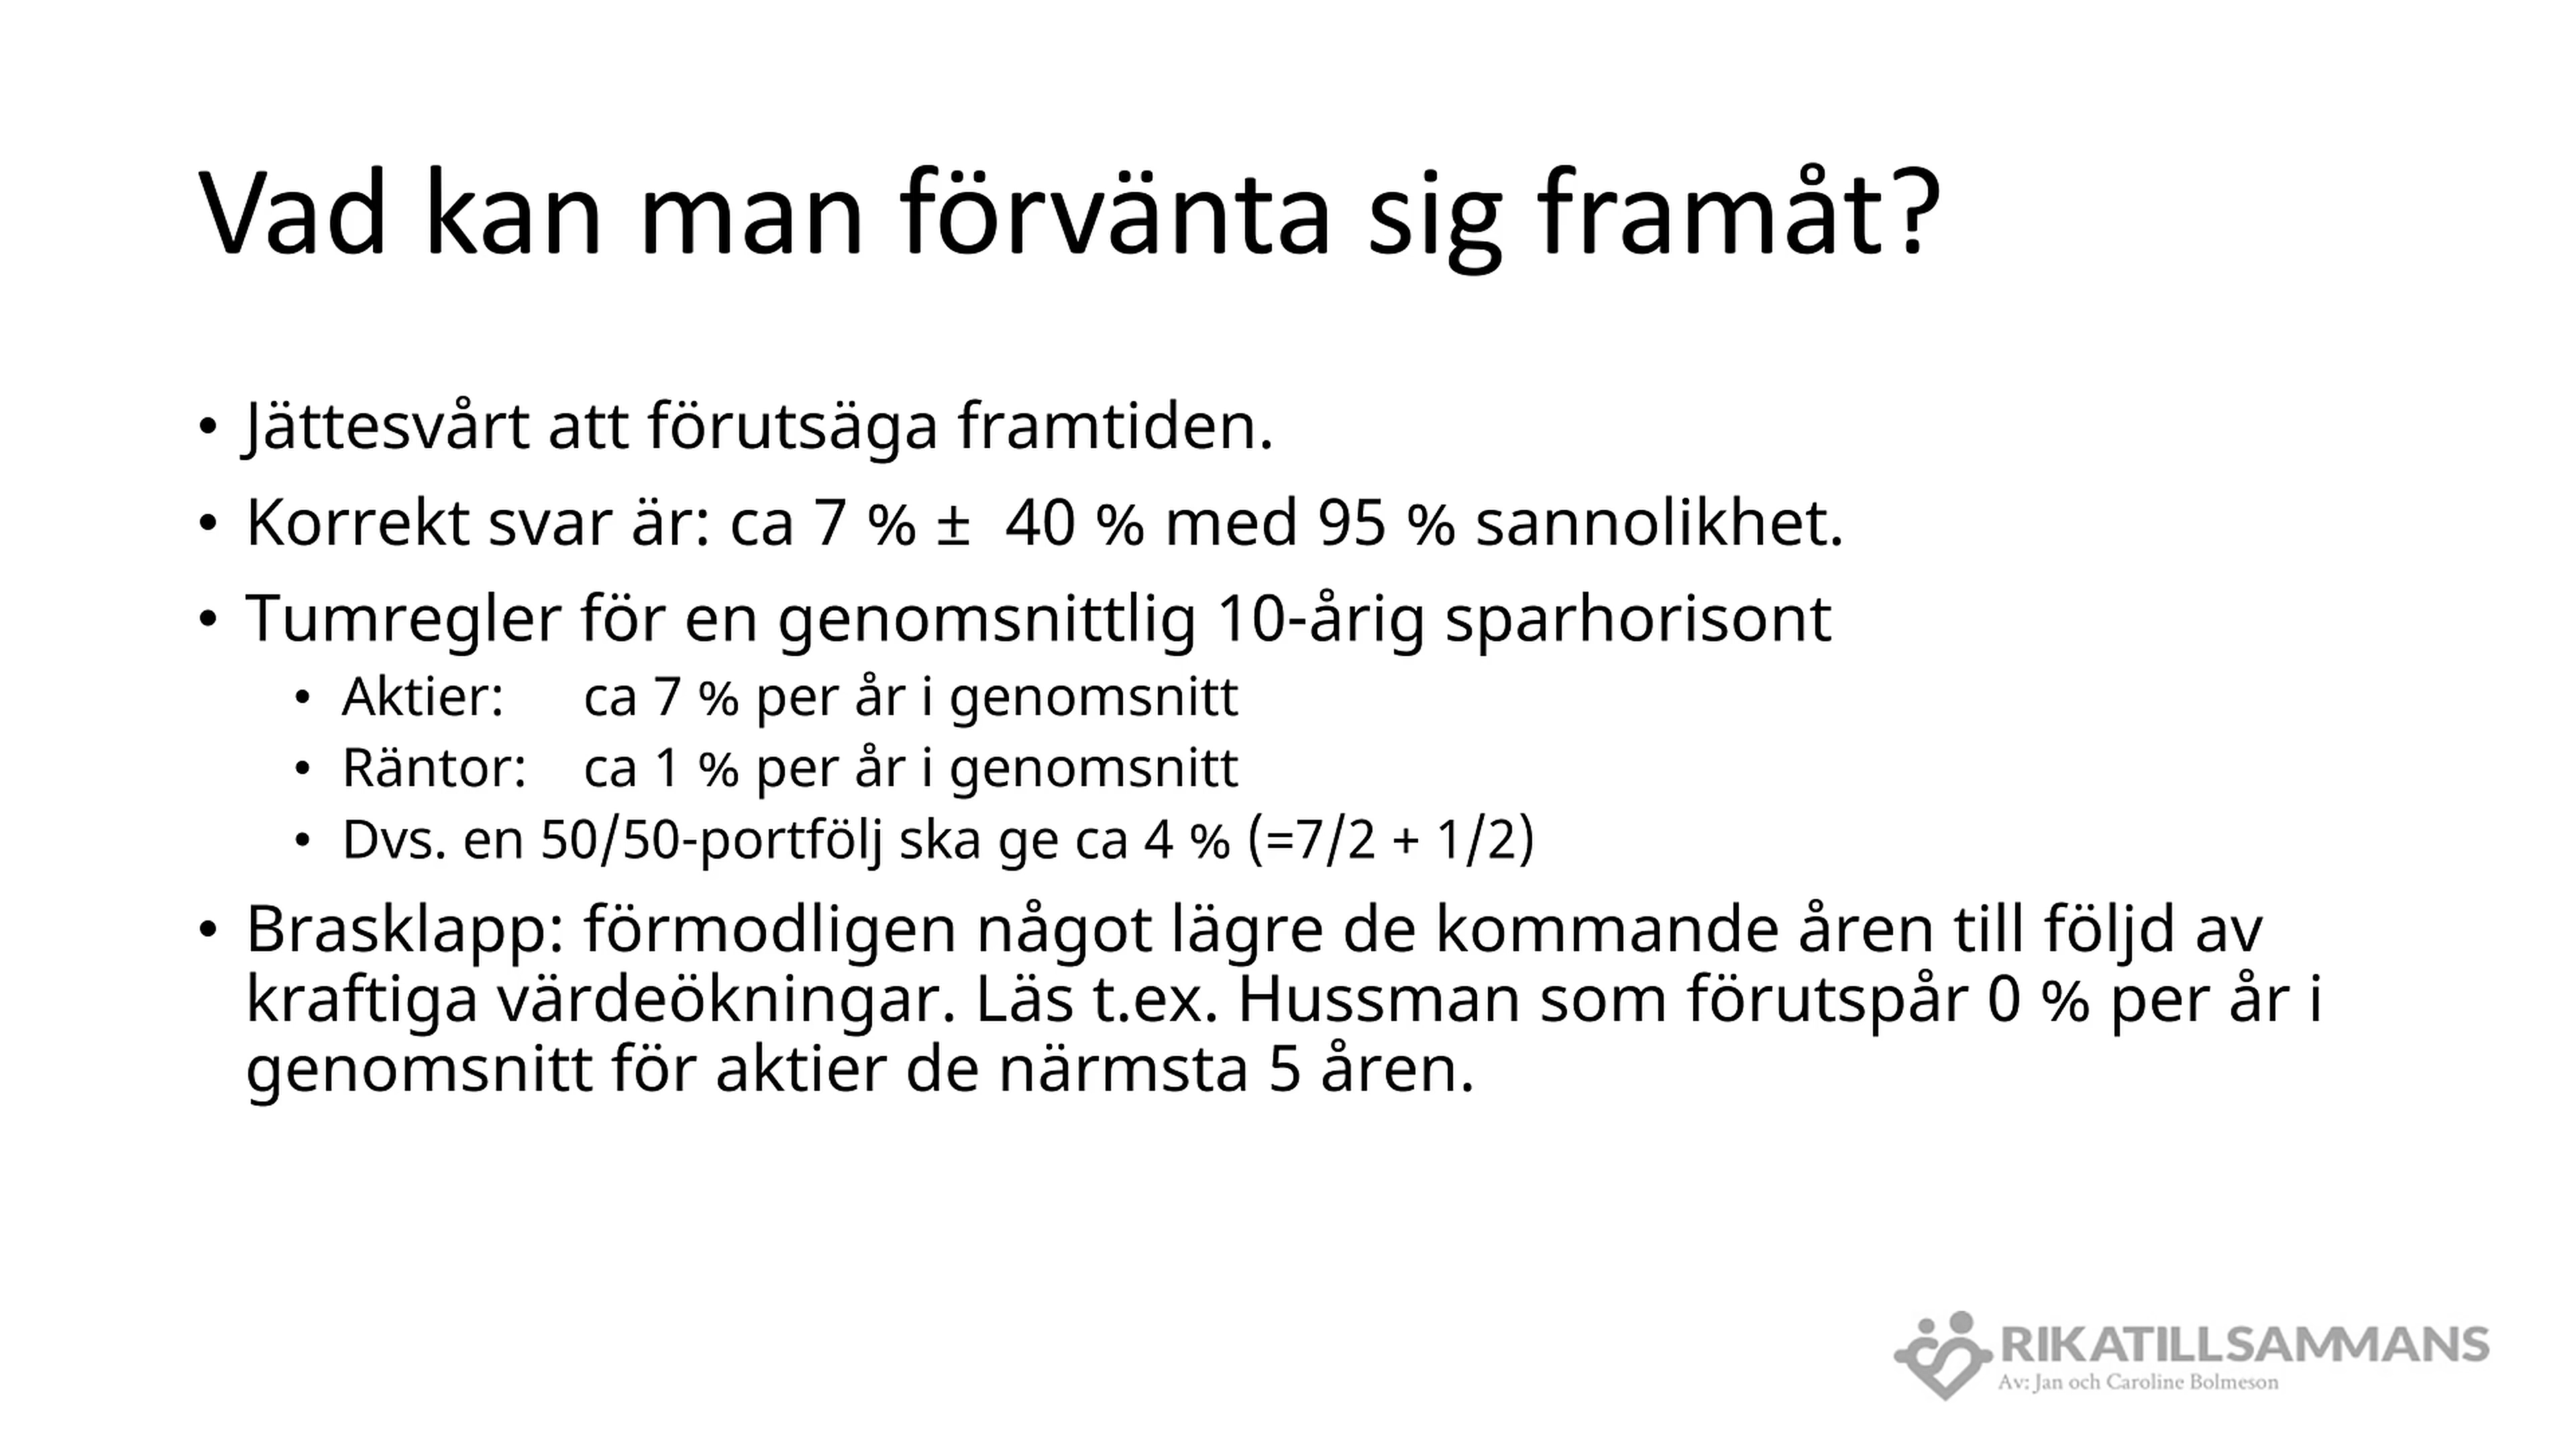 Vad kan man förvänta sig framåt?
• Jättesvårt att förutsäga framtiden.
• Korrekt svar är: ca 7 % ± 40 % med 95 % sannolikhet.
• Tumregler för en genomsnittlig 10-årig sparhorisont
• Aktier: ca 7 % per år i genomsnitt
• Räntor: ca 1 % per år i genomsnitt
• Dvs. en 50/50-portfölj ska ge ca 4 % (=7/2 + 1/2)
• Brasklapp: förmodligen något lägre de kommande åren till följd av
kraftiga värdeökningar. Läs t.ex. Hussman som förutspår 0 % per år i
genomsnitt för aktier de närmsta 5 åren.
RIKATILLSAMMANS
Av: Jan och Caroline Bolmeson